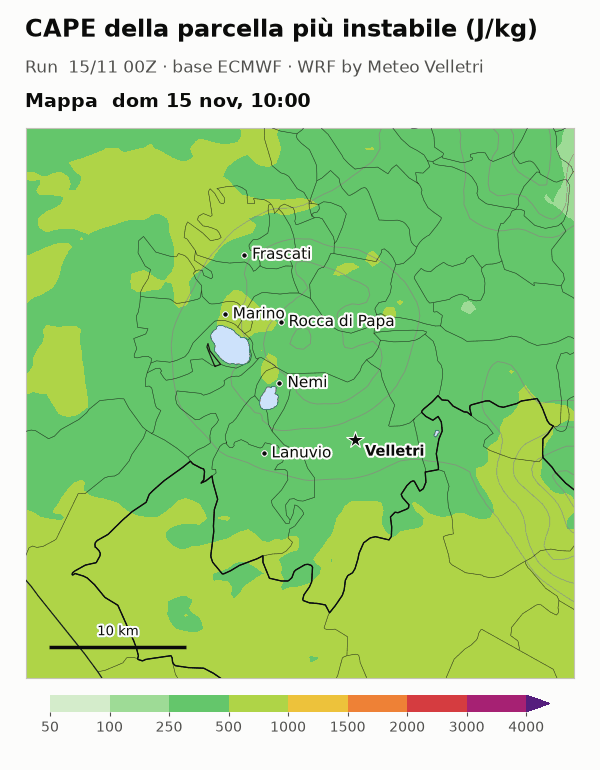 CAPE della parcella più instabile (J/kg)
Run  15/11 00Z · base ECMWF · WRF by Meteo Velletri
Mappa  dom 15 nov, 10:00
Frascati
Marino
Rocca di Papa
Nemi
Velletri
Lanuvio
10 km
50 100 250 500 1000 1500 2000 3000 4000